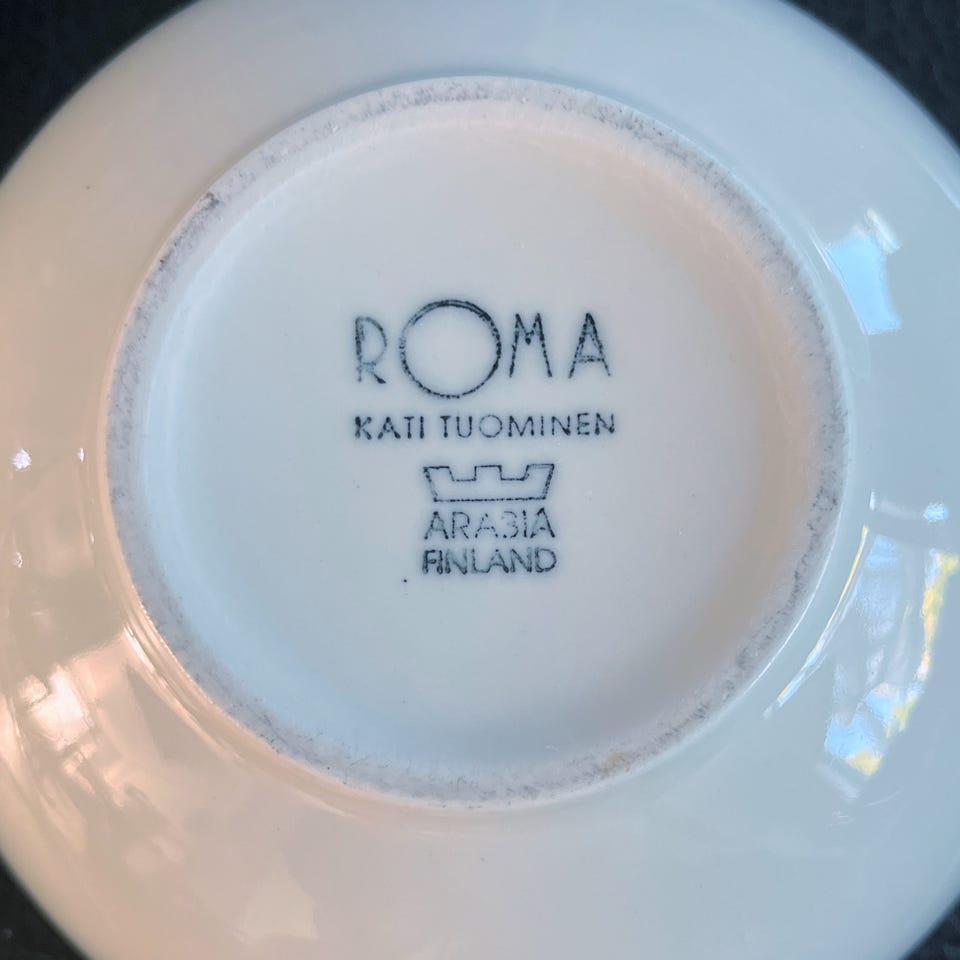 ROMA
KATI TUOMINEN
ARABIA
FINLAND